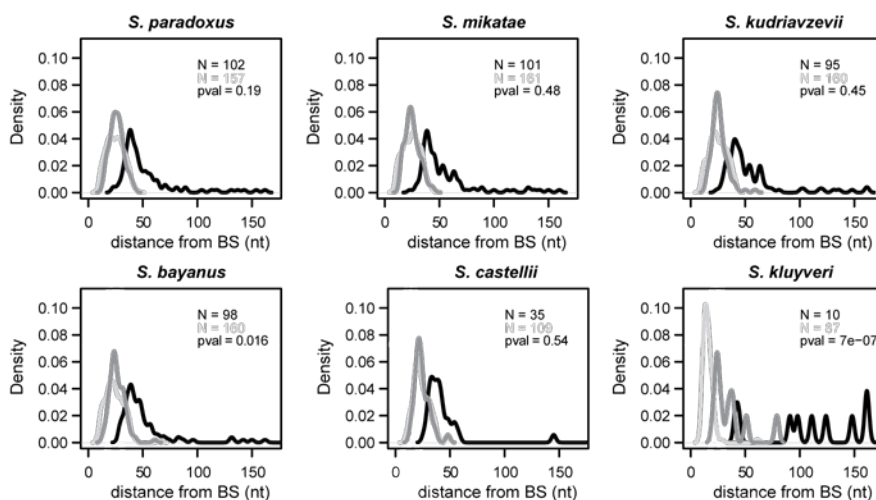 S. paradoxus
S. mikatae
S. kudriavzevii
Density
0.10
0.08
0.06
0.04
0.02
0.00
N = 102
N = 157
pval = 0.19
0 50 100 150
distance from BS (nt)
Density
0.10
0.08
0.06
0.04
0.02
0.00
N = 101
N = 161
pval = 0.48
0 50 100 150
distance from BS (nt)
Density
0.10
0.08
0.06
0.04
0.02
0.00
N = 95
N = 160
pval = 0.45
0 50 100 150
distance from BS (nt)
S. bayanus
S. castellii
S. kluyveri
Density
0.10
0.08
0.06
0.04
0.02
0.00
N = 98
N = 160
pval = 0.016
0 50 100 150
distance from BS (nt)
Density
0.10
0.08
0.06
0.04
0.02
0.00
N = 35
N = 109
pval = 0.54
0 50 100 150
distance from BS (nt)
Density
0.10
0.08
0.06
0.04
0.02
0.00
N = 10
N = 87
pval = 7e−07
0 50 100 150
distance from BS (nt)